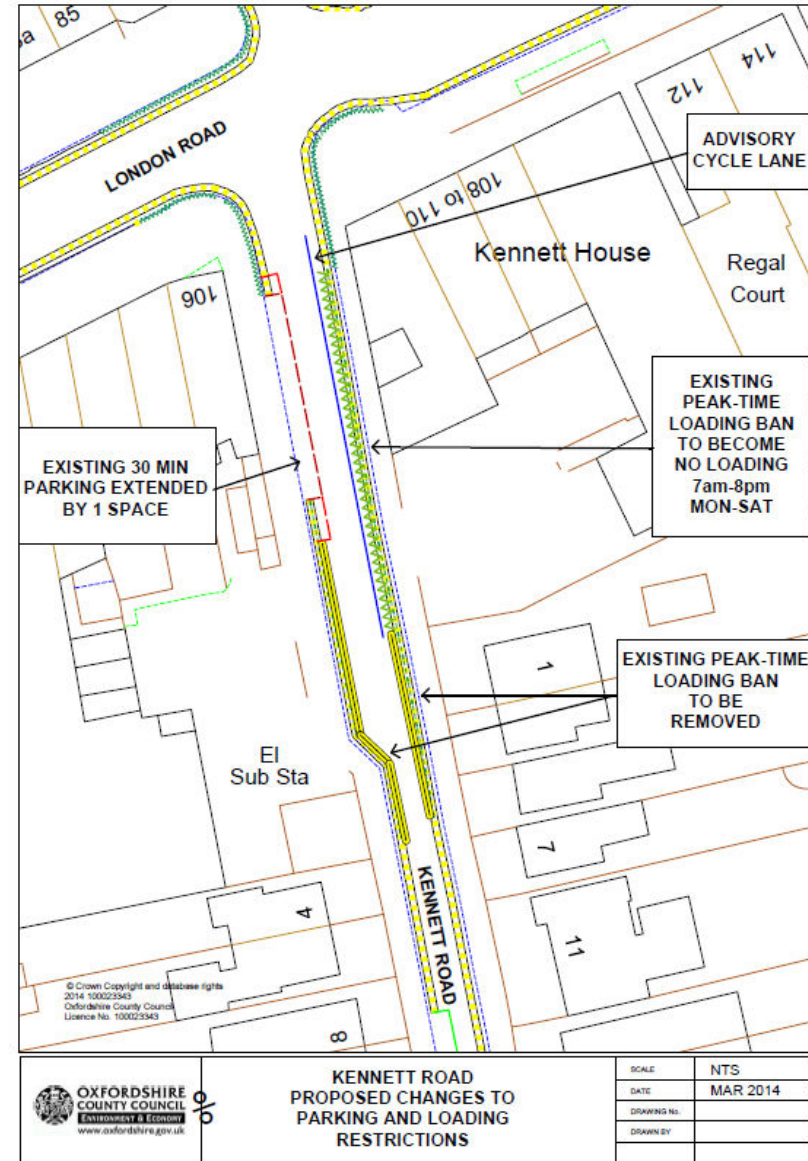 85
LONDON ROAD
114
112
ADVISORY
CYCLE LANE
108 to 110
Kennett House
Regal
Court
106
EXISTING
PEAK-TIME
LOADING BAN
TO BECOME
NO LOADING
7am-8pm
MON-SAT
EXISTING 30 MIN
PARKING EXTENDED
BY 1 SPACE
1
EXISTING PEAK-TIME
LOADING BAN
TO BE
REMOVED
El
Sub Sta
7
4
KENNETT ROAD
11
8
© Crown Copyright and database rights
2014 100023343
Oxfordshire County Council
Licence No. 100023343
OXFORDSHIRE
COUNTY COUNCIL
ENVIRONMENT & ECONOMY
www.oxfordshire.gov.uk
KENNETT ROAD
PROPOSED CHANGES TO
PARKING AND LOADING
RESTRICTIONS
SCALE NTS
DATE MAR 2014
DRAWING No.
DRAWN BY